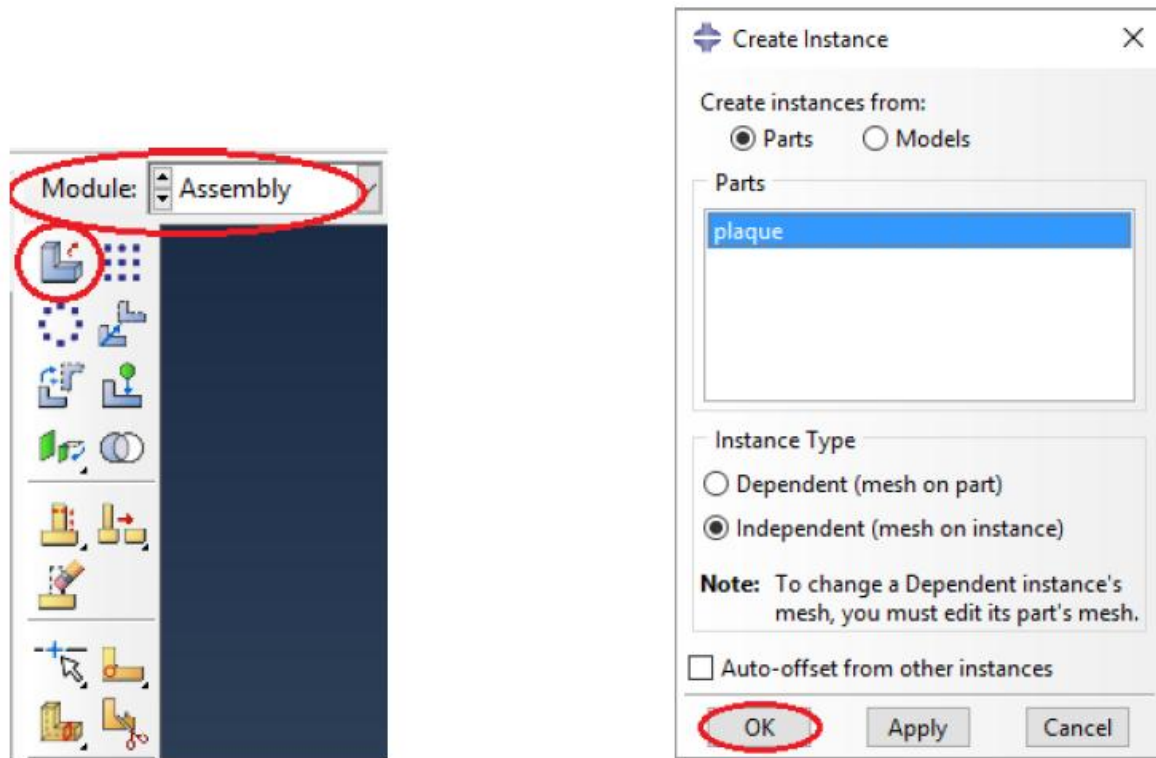 Module: Assembly
Create Instance
Create instances from:
Parts Models
Parts
plaque
Instance Type
Dependent (mesh on part)
Independent (mesh on instance)
Note: To change a Dependent instance's
mesh, you must edit its part's mesh.
Auto-offset from other instances
OK Apply Cancel